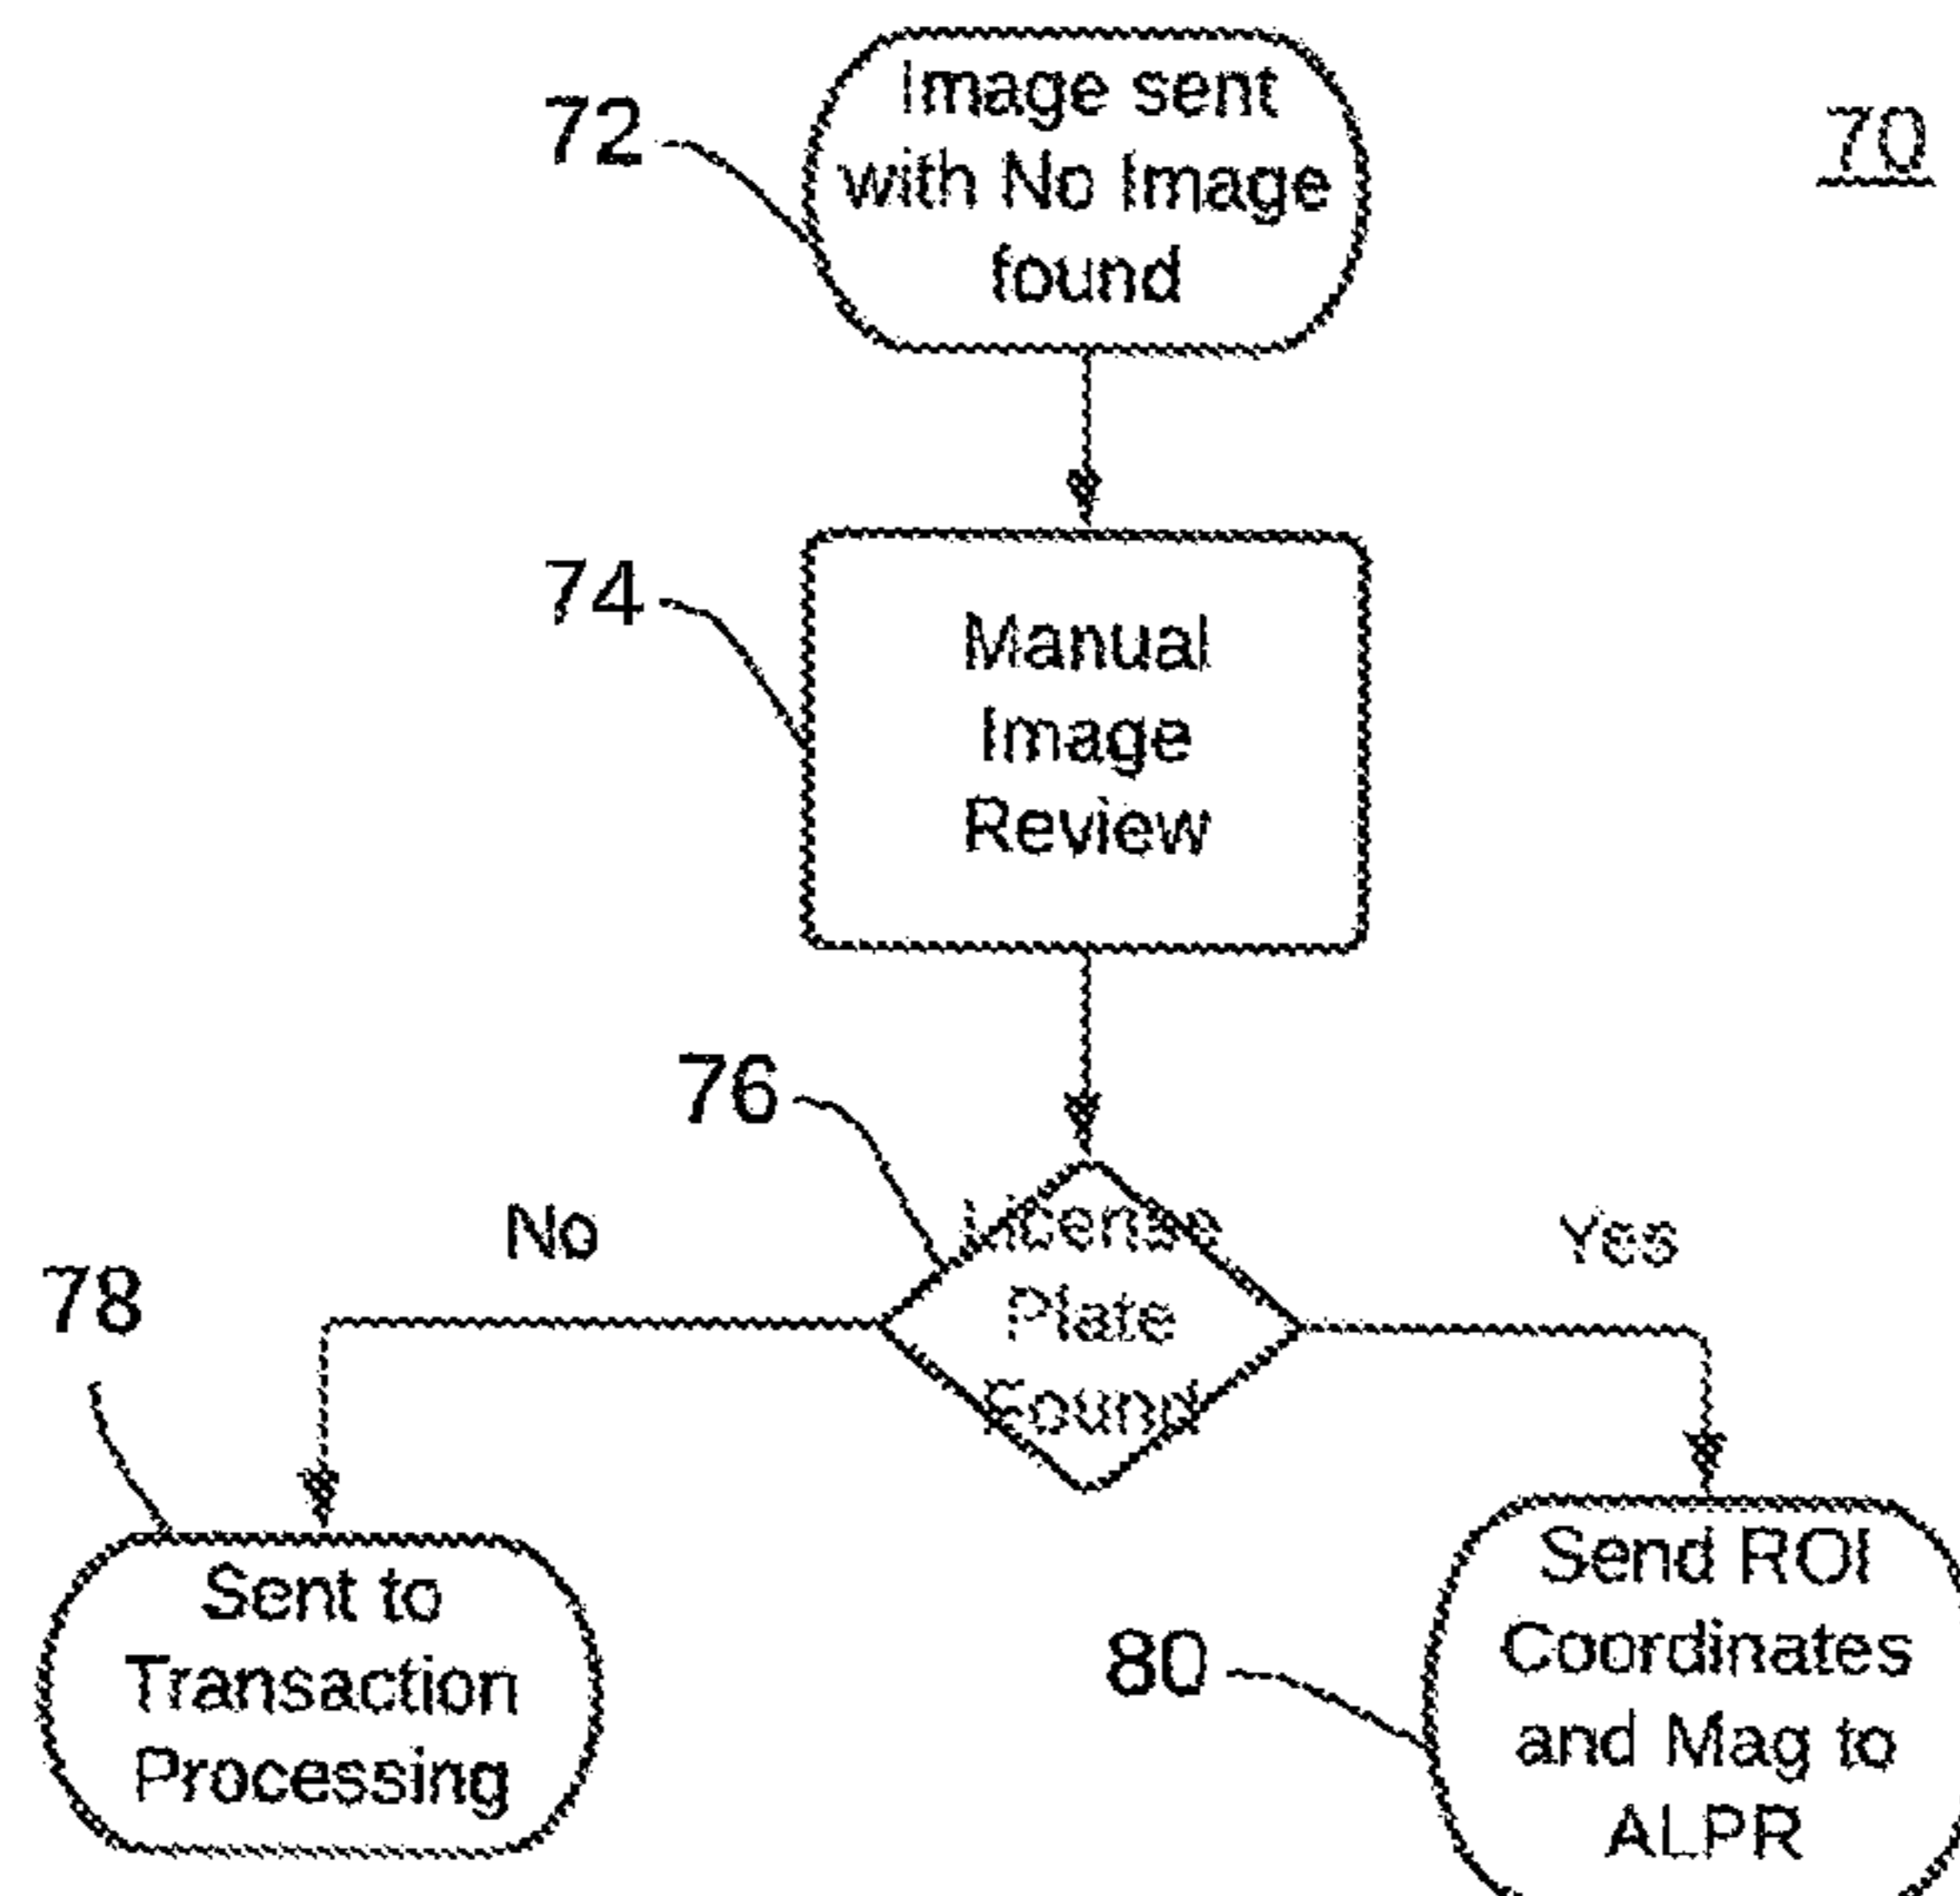 72
Image sent
with No Image
found
70
74
Manual
Image
Review
76
License
Plate
Found
No
Yes
78
Sent to
Transaction
Processing
80
Send ROI
Coordinates
and Mag to
ALPR